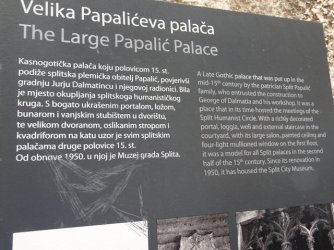 Velika Papalićeva palača
The Large Papalić Palace
Kasnogotička palača koju polovicom 15. st.
podiže splitska plemićka obitelj Papalić, povjerivši
gradnju Jurju Dalmatincu i njegovoj radionici. Bila
je mjesto okupljanja splitskog humanističkog
kruga. S bogato ukrašenim portalom, ložom,
bunarom i vanjskim stubištem u dvorištu,
te velikom dvoranom, oslikanim stropom i
kvadriforom na katu uzor je svim splitskim
palačama druge polovice 15. st.
Od obnove 1950. u njoj je Muzej grada Splita.
A Late Gothic palace that was put up in the
mid-15th century by the patrician Split Papalić
family, who entrusted the construction to
George of Dalmatia and his workshop. It was a
place that in its time hosted the meetings of the
Split Humanist Circle. With a richly decorated
portal, loggia, well and external staircase in the
courtyard, and with its large salon, painted ceiling and
four-light mullioned window on the first floor,
it was a model for all Split palaces in the second
half of the 15th century. Since its renovation in
1950, it has housed the Split City Museum.